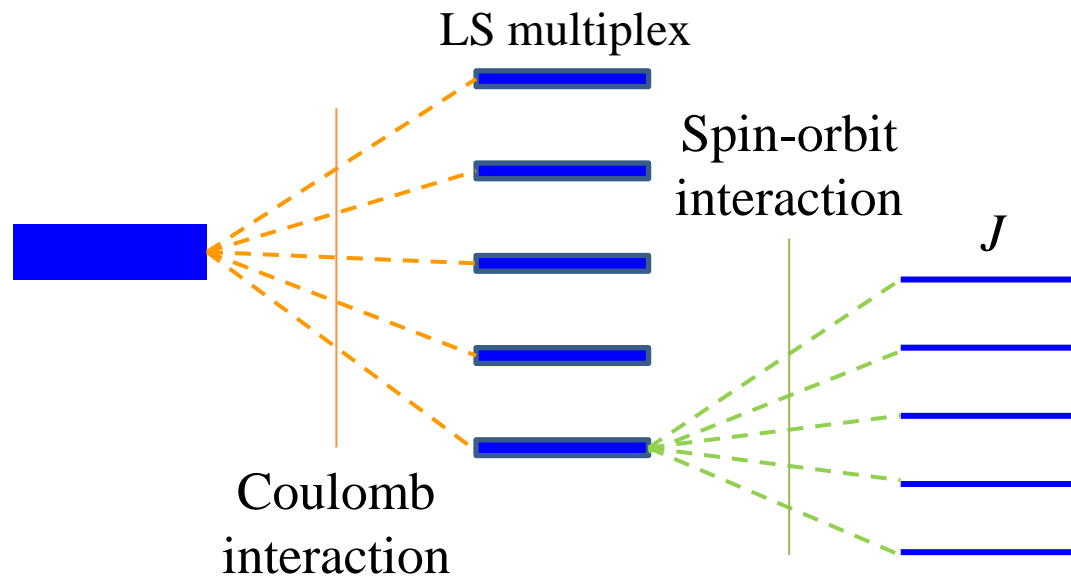 LS multiplex
Spin-orbit
interaction
J
Coulomb
interaction